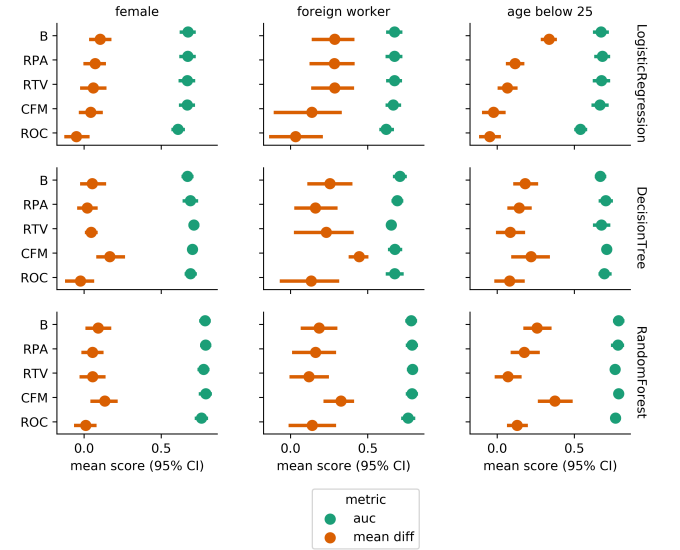 female foreign worker age below 25
B
RPA
RTV
CFM
ROC
LogisticRegression
B
RPA
RTV
CFM
ROC
DecisionTree
B
RPA
RTV
CFM
ROC
RandomForest
0.0 0.5 0.0 0.5 0.0 0.5
mean score (95% CI) mean score (95% CI) mean score (95% CI)
metric
auc
mean diff